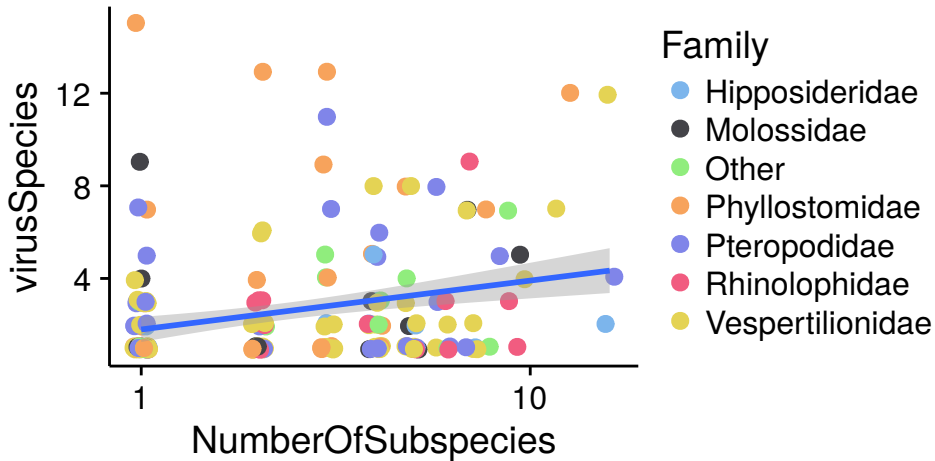 virusSpecies
12
8
4
1
10
NumberOfSubspecies
Family
Hipposideridae
Molossidae
Other
Phyllostomidae
Pteropodidae
Rhinolophidae
Vespertilionidae